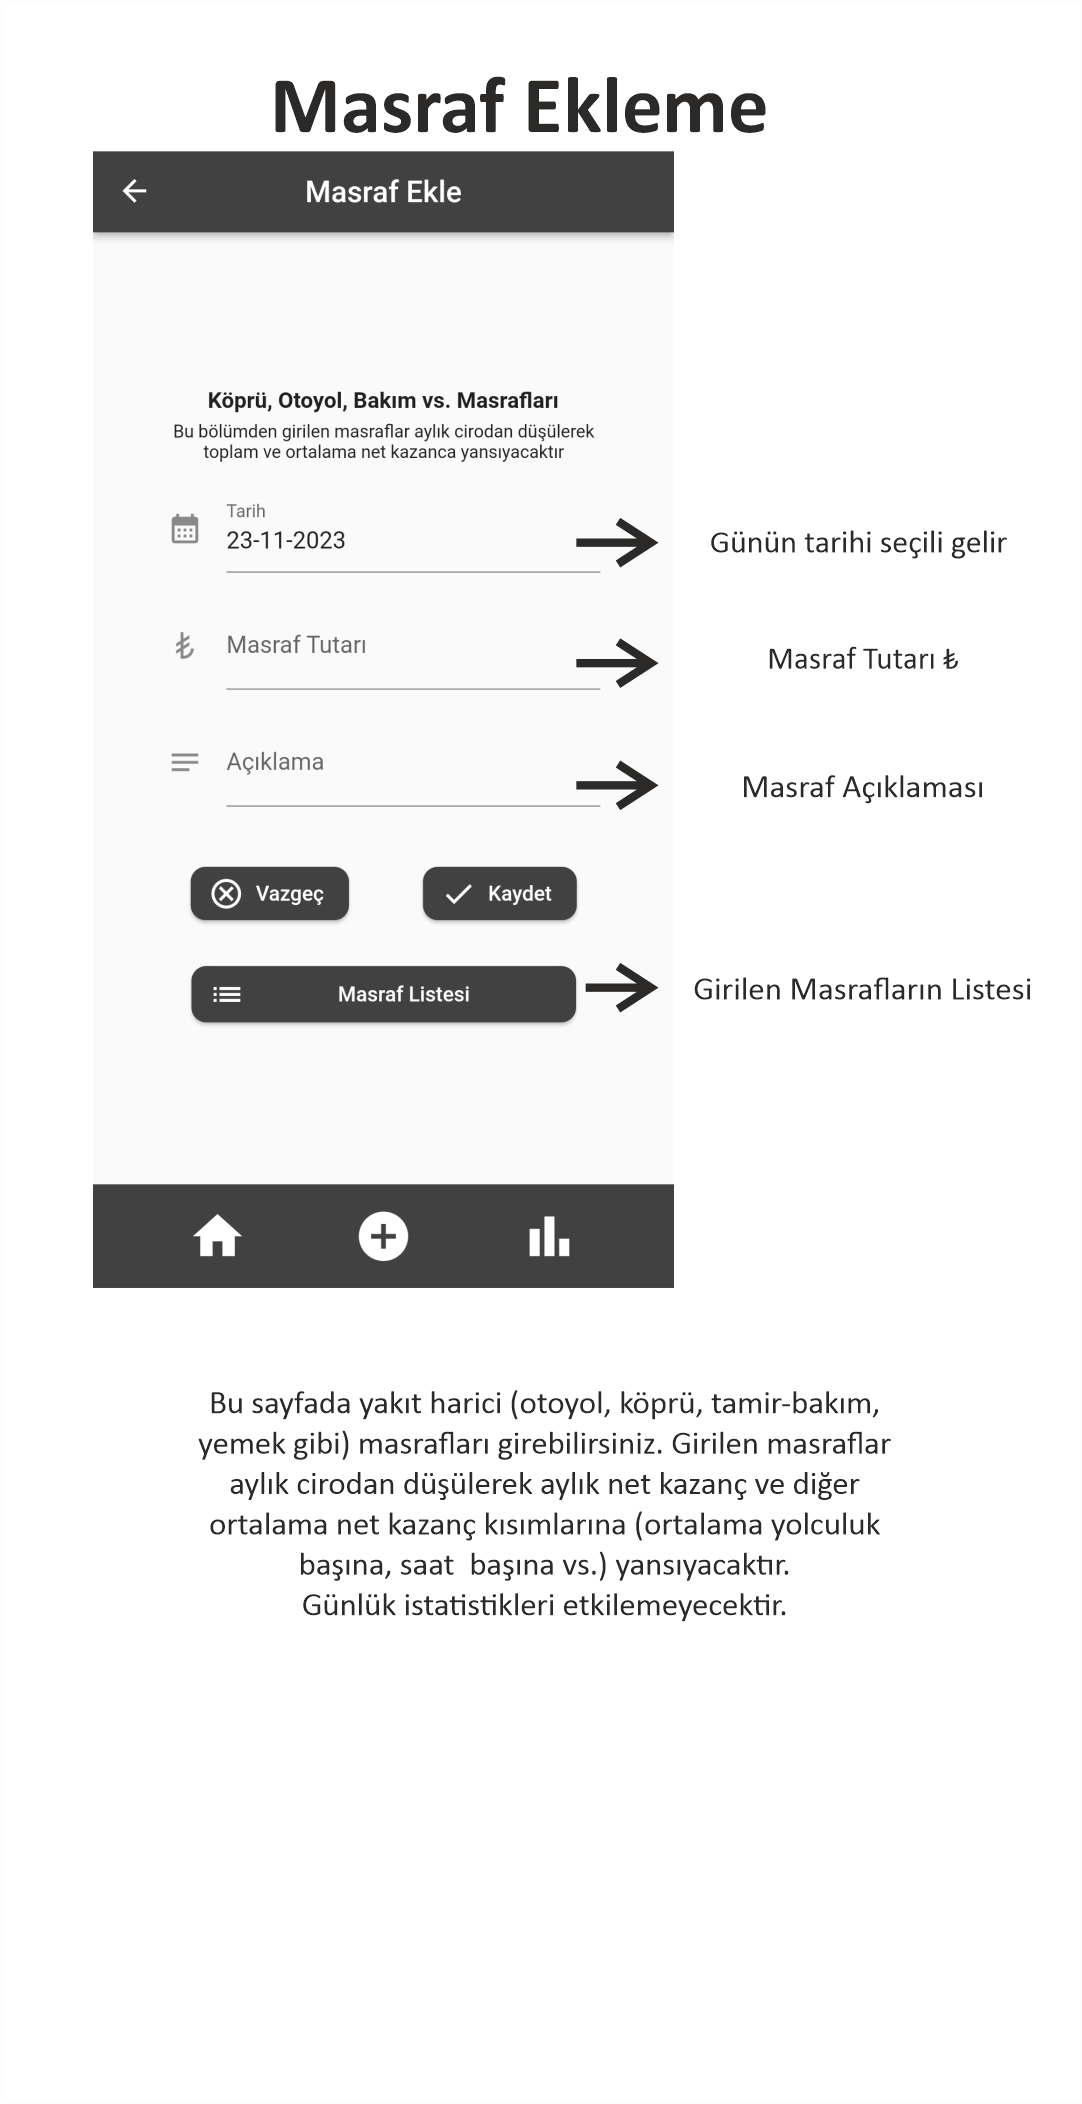 Masraf Ekleme
Masraf Ekle
Köprü, Otoyol, Bakım vs. Masrafları
Bu bölümden girilen masraflar aylık cirodan düşülerek
toplam ve ortalama net kazanca yansıyacaktır
Tarih
23-11-2023
Günün tarihi seçili gelir
₺ Masraf Tutarı
Masraf Tutarı ₺
Açıklama
Masraf Açıklaması
Vazgeç
Kaydet
Masraf Listesi
Girilen Masrafların Listesi
Bu sayfada yakıt harici (otoyol, köprü, tamir-bakım,
yemek gibi) masrafları girebilirsiniz. Girilen masraflar
aylık cirodan düşülerek aylık net kazanç ve diğer
ortalama net kazanç kısımlarına (ortalama yolculuk
başına, saat  başına vs.) yansıyacaktır.
Günlük istatistikleri etkilemeyecektir.